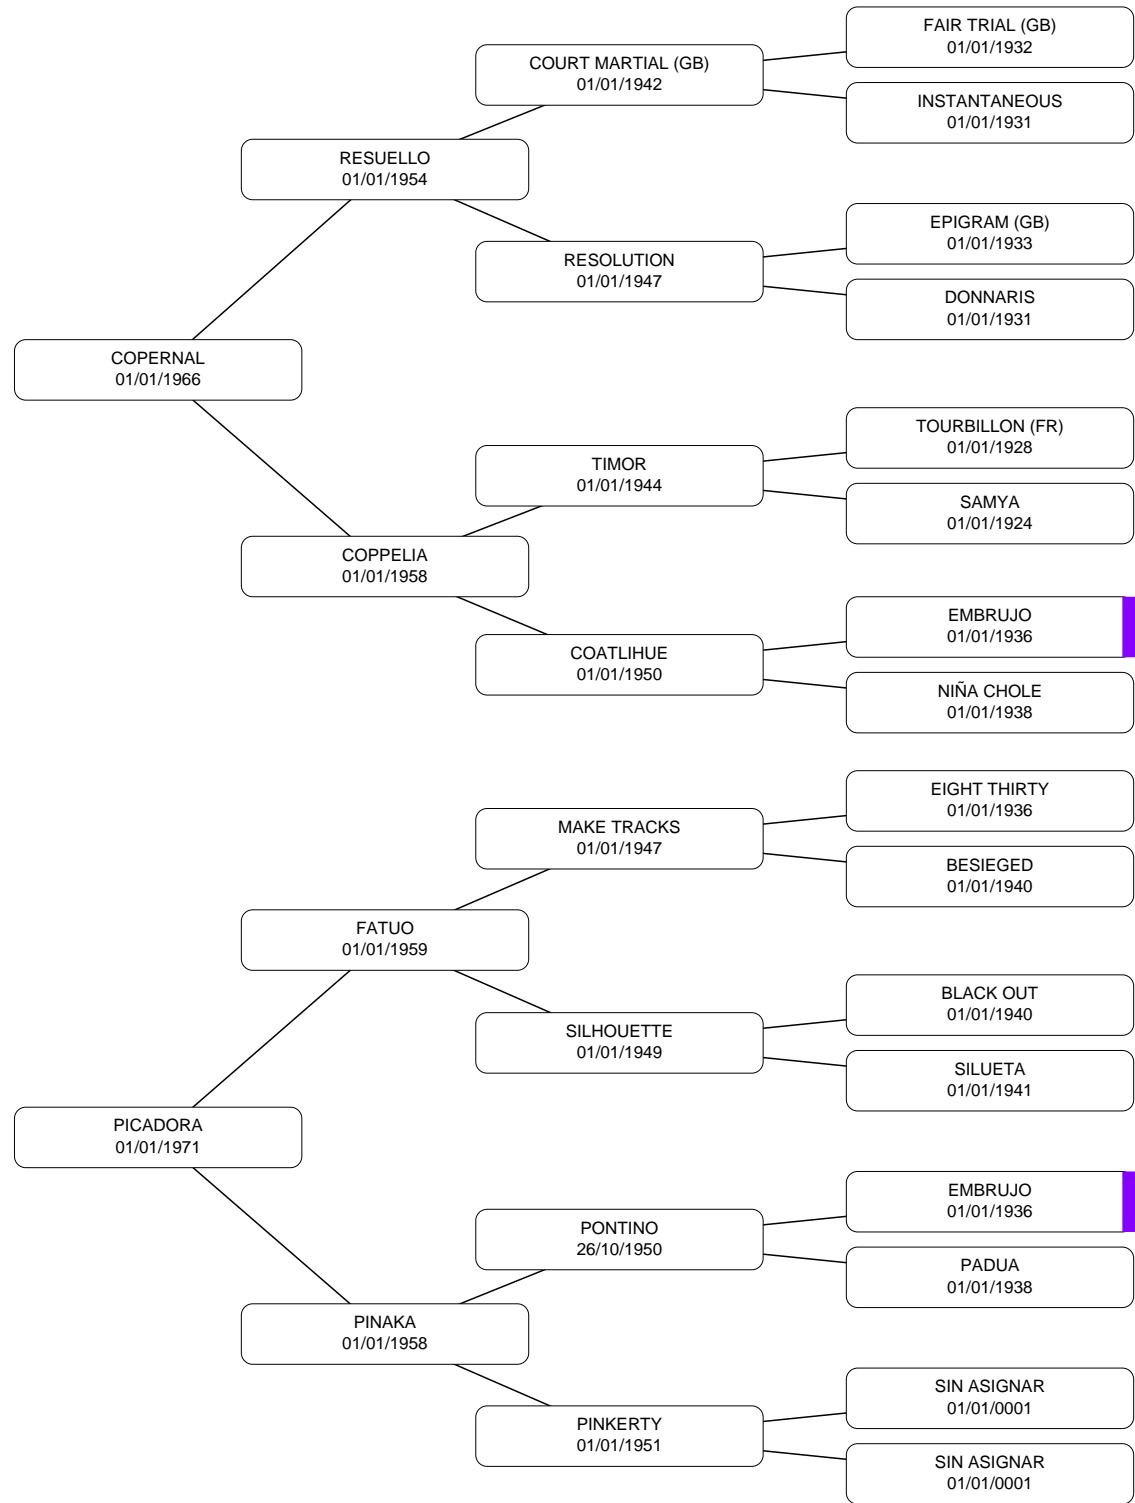 FAIR TRIAL (GB)
01/01/1932
COURT MARTIAL (GB)
01/01/1942
INSTANTANEOUS
01/01/1931
RESUELLO
01/01/1954
EPIGRAM (GB)
01/01/1933
RESOLUTION
01/01/1947
DONNARIS
01/01/1931
COPERNAL
01/01/1966
TOURBILLON (FR)
01/01/1928
TIMOR
01/01/1944
SAMYA
01/01/1924
COPPELIA
01/01/1958
EMBRUJO
01/01/1936
COATLIHUE
01/01/1950
NIÑA CHOLE
01/01/1938
EIGHT THIRTY
01/01/1936
MAKE TRACKS
01/01/1947
BESIEGED
01/01/1940
FATUO
01/01/1959
BLACK OUT
01/01/1940
SILHOUETTE
01/01/1949
SILUETA
01/01/1941
PICADORA
01/01/1971
EMBRUJO
01/01/1936
PONTINO
26/10/1950
PADUA
01/01/1938
PINAKA
01/01/1958
SIN ASIGNAR
01/01/0001
PINKERTY
01/01/1951
SIN ASIGNAR
01/01/0001